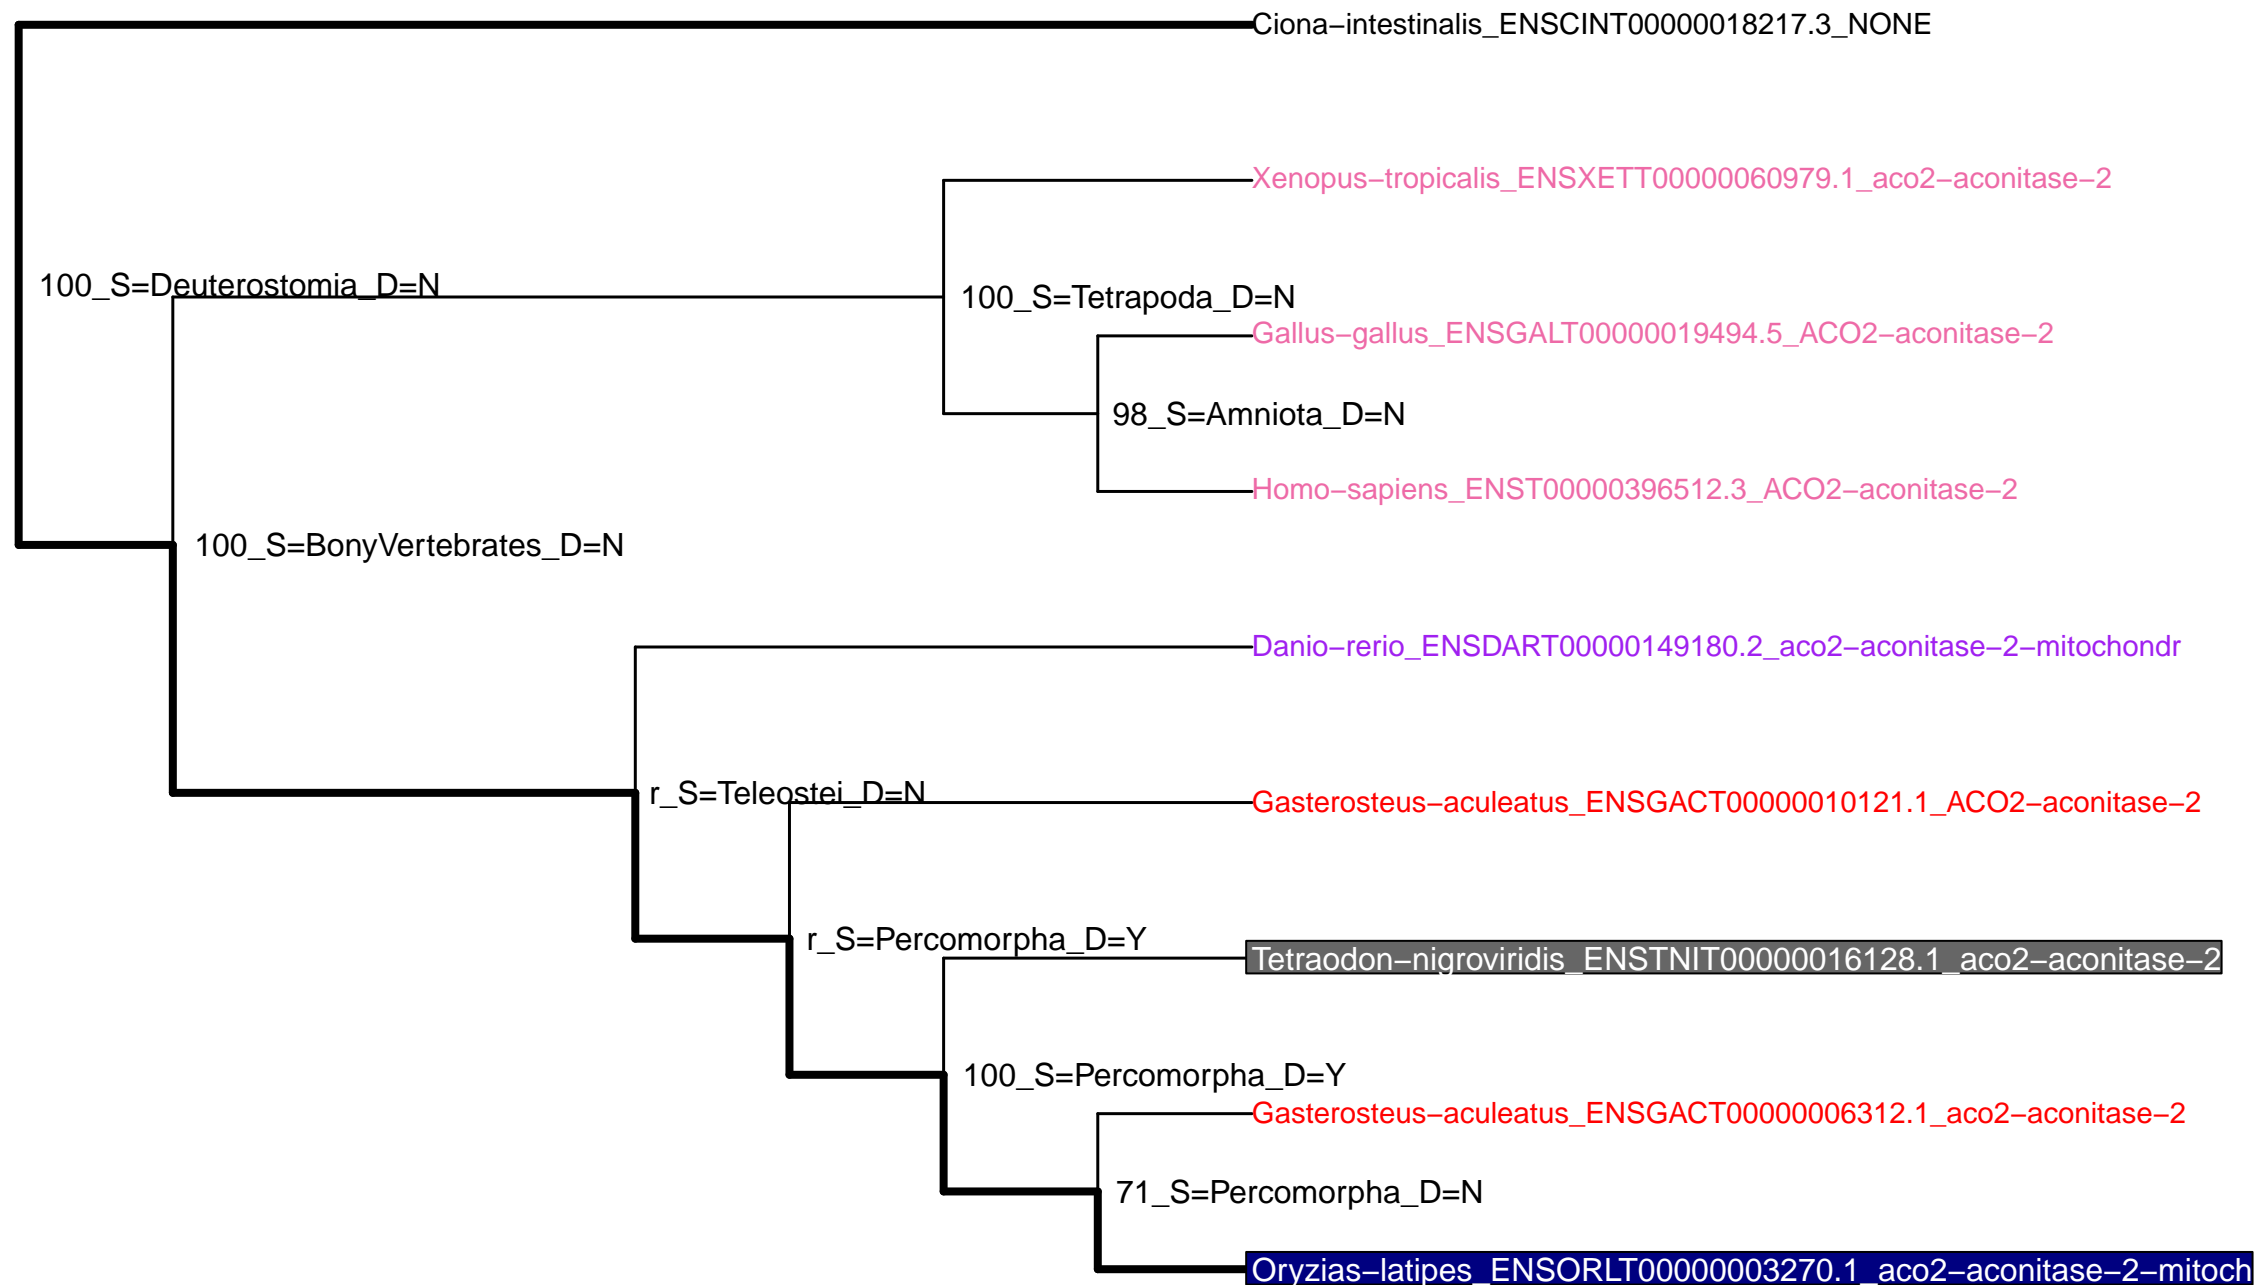 Ciona−intestinalis_ENSCINT00000018217.3_NONE
Xenopus−tropicalis_ENSXETT00000060979.1_aco2−aconitase−2
100_S=Deuterostomia_D=N
100_S=Tetrapoda_D=N
Gallus−gallus_ENSGALT00000019494.5_ACO2−aconitase−2
98_S=Amniota_D=N
Homo−sapiens_ENST00000396512.3_ACO2−aconitase−2
100_S=BonyVertebrates_D=N
Danio−rerio_ENSDART00000149180.2_aco2−aconitase−2−mitochondr
r_S=Teleostei_D=N
Gasterosteus−aculeatus_ENSGACT00000010121.1_ACO2−aconitase−2
r_S=Percomorpha_D=Y
Tetraodon−nigroviridis_ENSTNIT00000016128.1_aco2−aconitase−2
100_S=Percomorpha_D=Y
Gasterosteus−aculeatus_ENSGACT00000006312.1_aco2−aconitase−2
71_S=Percomorpha_D=N
Oryzias−latipes_ENSORLT00000003270.1_aco2−aconitase−2−mitoch